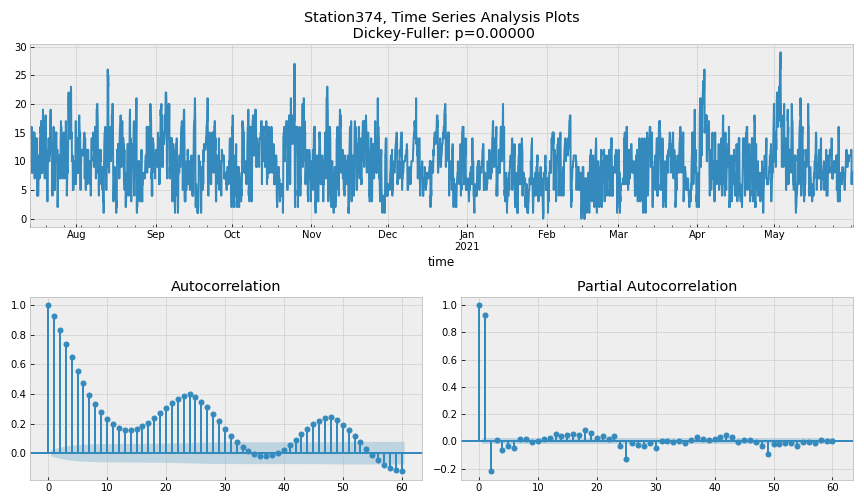 Station374, Time Series Analysis Plots
Dickey-Fuller: p=0.00000
30
25
20
15
10
5
0
Aug Sep Oct Nov Dec Jan Feb Mar Apr May
2021
time
Autocorrelation Partial Autocorrelation
1.0 1.0
0.8 0.8
0.6 0.6
0.4 0.4
0.2 0.2
0.0 0.0
−0.2
0 10 20 30 40 50 60 0 10 20 30 40 50 60